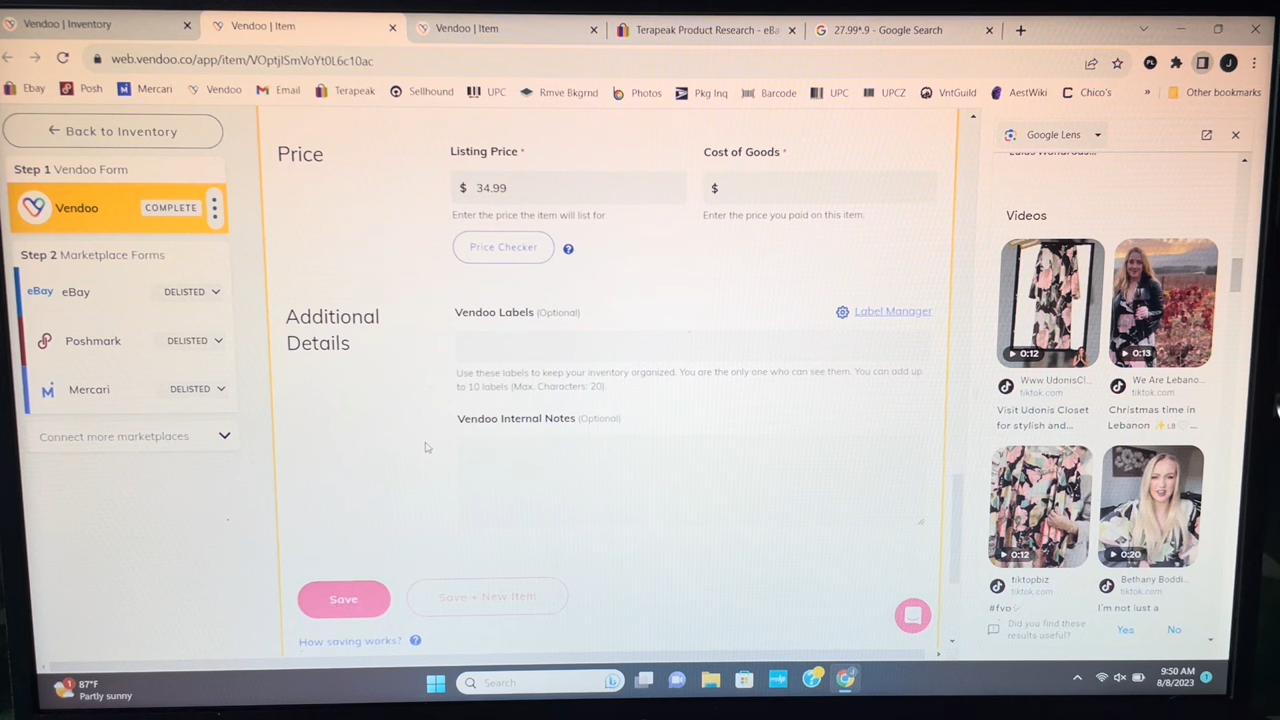 Vendoo | Inventory
Vendoo | Item
Vendoo | Item
Terapeak Product Research - eBa
27.99*.9 - Google Search
web.vendoo.co/app/item/VOptjISmVoYt0L6c10ac
Ebay
Posh
Mercari
Vendoo
Email
Terapeak
Sellhound
UPC
Rmve Bkgrnd
Photos
Pkg Inq
Barcode
UPC
UPCZ
VntGuild
AestWiki
Chico's
»
Other bookmarks
← Back to Inventory
Step 1 Vendoo Form
Vendoo
COMPLETE
Step 2 Marketplace Forms
eBay eBay
DELISTED
Poshmark
DELISTED
Mercari
DELISTED
Connect more marketplaces
Price
Listing Price *
$ 34.99
Enter the price the item will list for
Price Checker
?
Cost of Goods *
$
Enter the price you paid on this item.
Additional
Details
Vendoo Labels (Optional)
Label Manager
Use these labels to keep your inventory organized. You are the only one who can see them. You can add up
to 10 labels (Max. Characters: 20).
Vendoo Internal Notes (Optional)
Save
Save + New Item
How saving works? ?
Google Lens
Videos
0:12
0:13
Www UdonisCl...
tiktok.com
Visit Udonis Closet
for stylish and...
We Are Lebano...
tiktok.com
Christmas time in
Lebanon ✨LB ♡ ...
0:12
0:20
tiktopbiz
tiktok.com
#fyp
Bethany Boddi...
tiktok.com
I'm not just a
Did you find these
results useful?
Yes
No
1
87°F
Partly sunny
Search
9:50 AM
8/8/2023
1